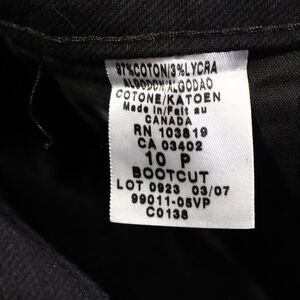 97%COTON/3%LYCRA
ALGODON/ALGODAO
COTONE/KATOEN
Made in/Fait au
CANADA
RN 103819
CA 03402
10 P
BOOTCUT
LOT 0923 03/07
99011-05VP
C0138